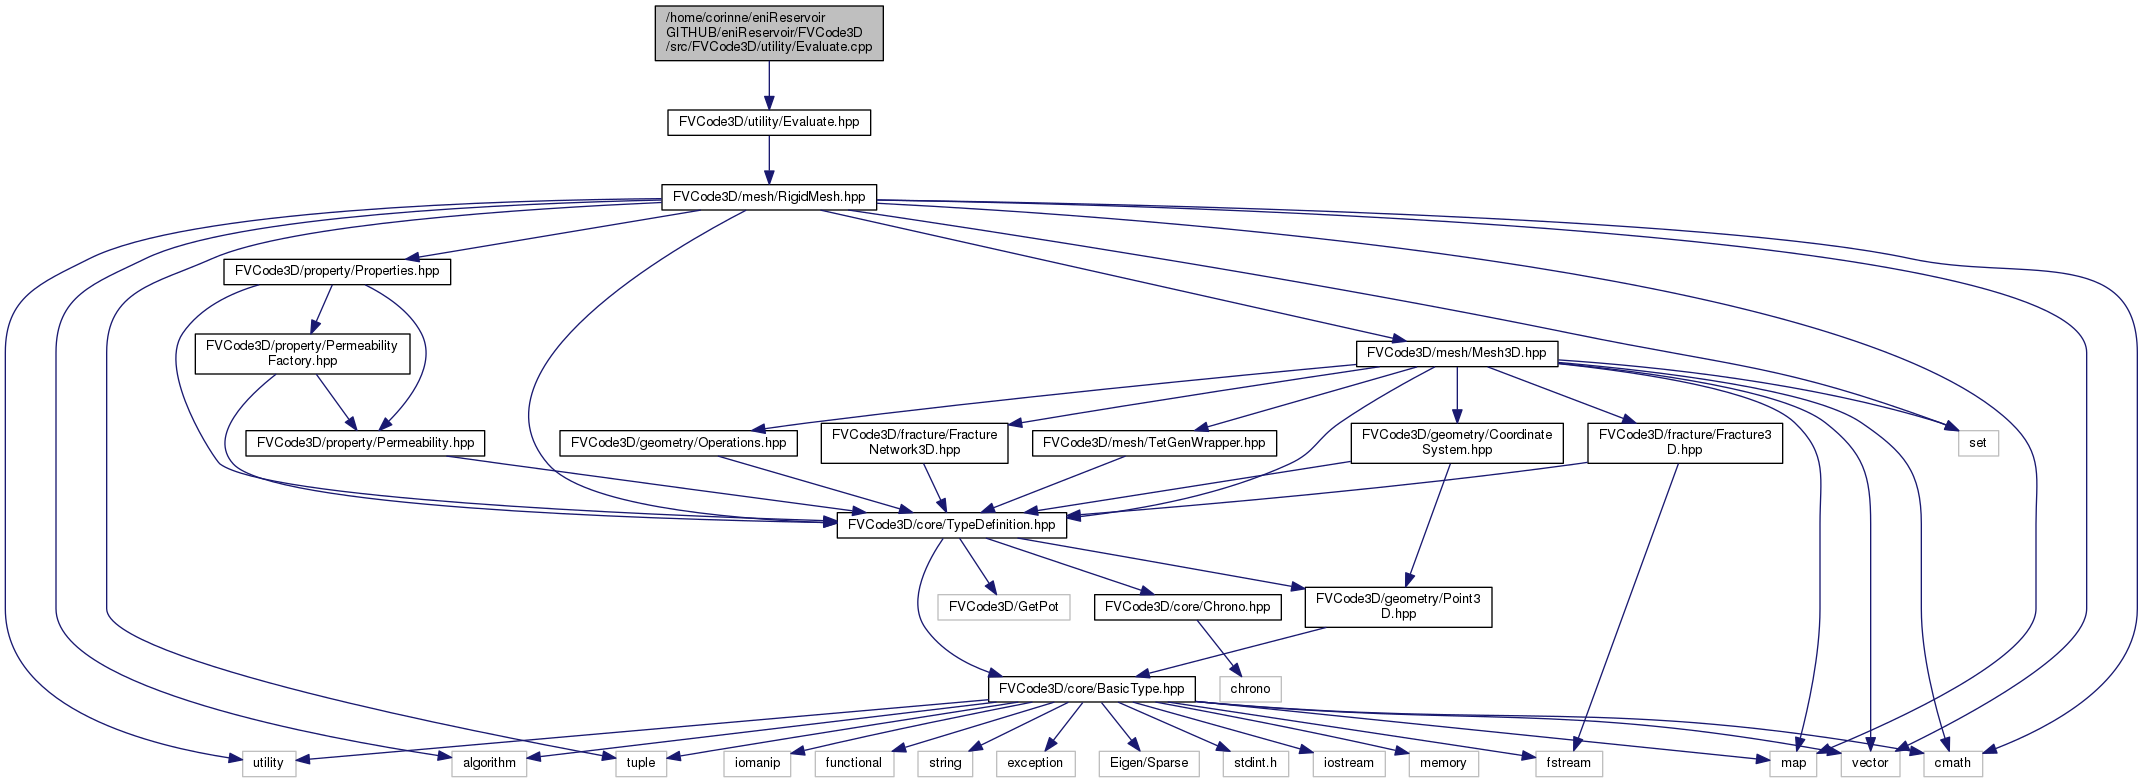 /home/corinne/eniReservoir
GITHUB/eniReservoir/FVCode3D
/src/FVCode3D/utility/Evaluate.cpp
FVCode3D/utility/Evaluate.hpp
FVCode3D/mesh/RigidMesh.hpp
FVCode3D/property/Properties.hpp
FVCode3D/property/Permeability
Factory.hpp
FVCode3D/mesh/Mesh3D.hpp
FVCode3D/property/Permeability.hpp
FVCode3D/geometry/Operations.hpp
FVCode3D/fracture/Fracture
Network3D.hpp
FVCode3D/mesh/TetGenWrapper.hpp
FVCode3D/geometry/Coordinate
System.hpp
FVCode3D/fracture/Fracture3
D.hpp
set
FVCode3D/core/TypeDefinition.hpp
FVCode3D/GetPot
FVCode3D/core/Chrono.hpp
FVCode3D/geometry/Point3
D.hpp
FVCode3D/core/BasicType.hpp
chrono
utility
algorithm
tuple
iomanip
functional
string
exception
Eigen/Sparse
stdint.h
iostream
memory
fstream
map
vector
cmath